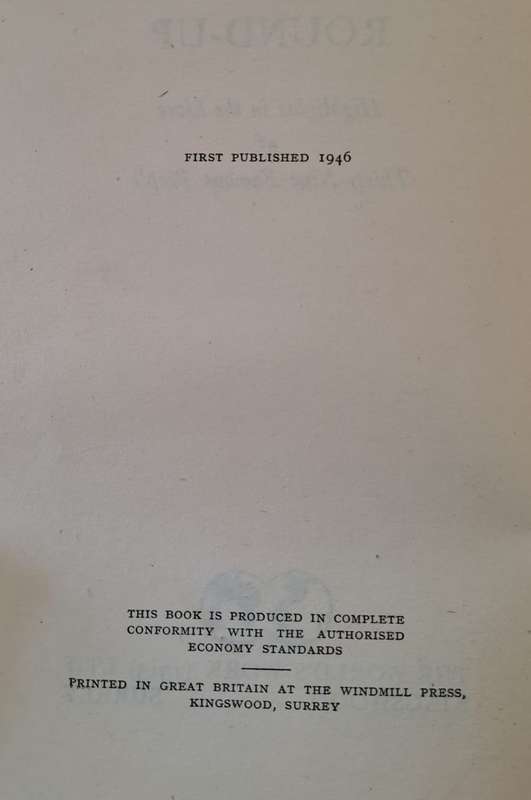 FIRST PUBLISHED 1946
THIS BOOK IS PRODUCED IN COMPLETE
CONFORMITY WITH THE AUTHORISED
ECONOMY STANDARDS
PRINTED IN GREAT BRITAIN AT THE WINDMILL PRESS,
KINGSWOOD, SURREY